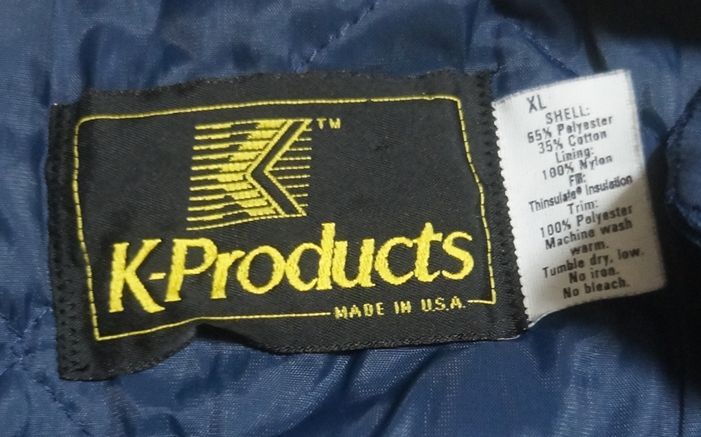 K
™
K-Products
MADE IN U.S.A.
XL
SHELL:
65% Polyester
35% Cotton
Lining:
100% Nylon
Fill:
Thinsulate® Insulation
Trim:
100% Polyester
Machine wash
warm.
Tumble dry, low.
No iron.
No bleach.